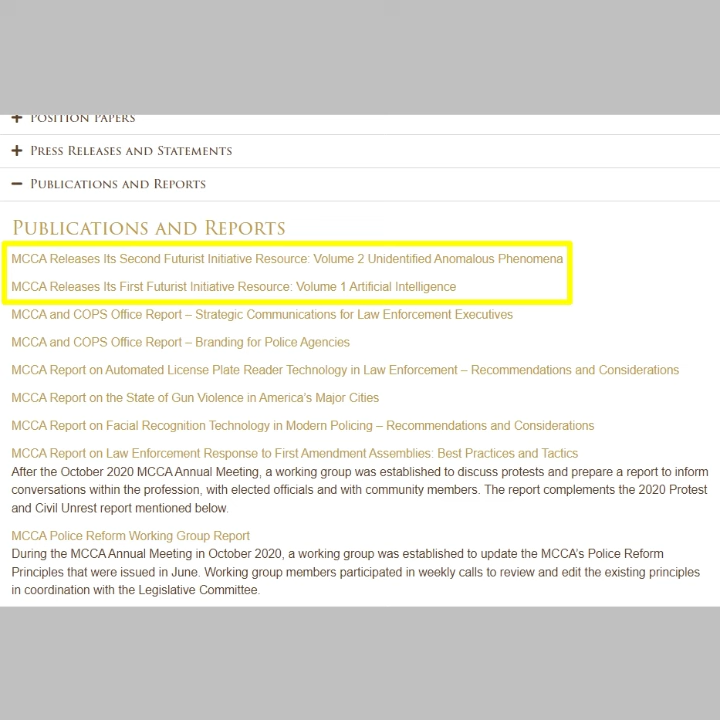 + Position Papers
+ Press Releases and Statements
− Publications and Reports
Publications and Reports
MCCA Releases Its Second Futurist Initiative Resource: Volume 2 Unidentified Anomalous Phenomena
MCCA Releases Its First Futurist Initiative Resource: Volume 1 Artificial Intelligence
MCCA and COPS Office Report – Strategic Communications for Law Enforcement Executives
MCCA and COPS Office Report – Branding for Police Agencies
MCCA Report on Automated License Plate Reader Technology in Law Enforcement – Recommendations and Considerations
MCCA Report on the State of Gun Violence in America's Major Cities
MCCA Report on Facial Recognition Technology in Modern Policing – Recommendations and Considerations
MCCA Report on Law Enforcement Response to First Amendment Assemblies: Best Practices and Tactics
After the October 2020 MCCA Annual Meeting, a working group was established to discuss protests and prepare a report to inform
conversations within the profession, with elected officials and with community members. The report complements the 2020 Protest
and Civil Unrest report mentioned below.
MCCA Police Reform Working Group Report
During the MCCA Annual Meeting in October 2020, a working group was established to update the MCCA's Police Reform
Principles that were issued in June. Working group members participated in weekly calls to review and edit the existing principles
in coordination with the Legislative Committee.